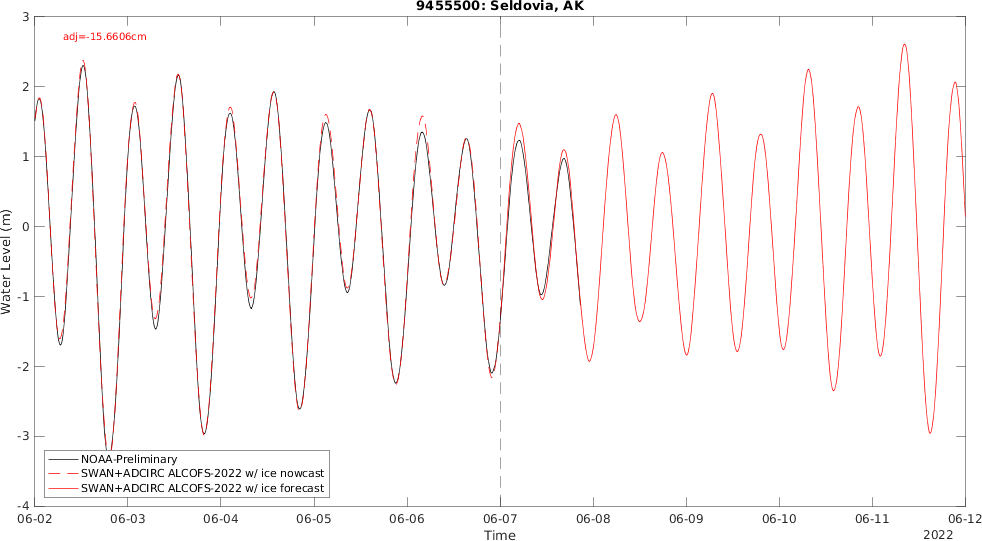 9455500: Seldovia, AK
adj=-15.6606cm
3
2
1
0
-1
-2
-3
-4
Water Level (m)
NOAA-Preliminary
SWAN+ADCIRC ALCOFS-2022 w/ ice nowcast
SWAN+ADCIRC ALCOFS-2022 w/ ice forecast
06-02 06-03 06-04 06-05 06-06 06-07 06-08 06-09 06-10 06-11 06-12
Time
2022